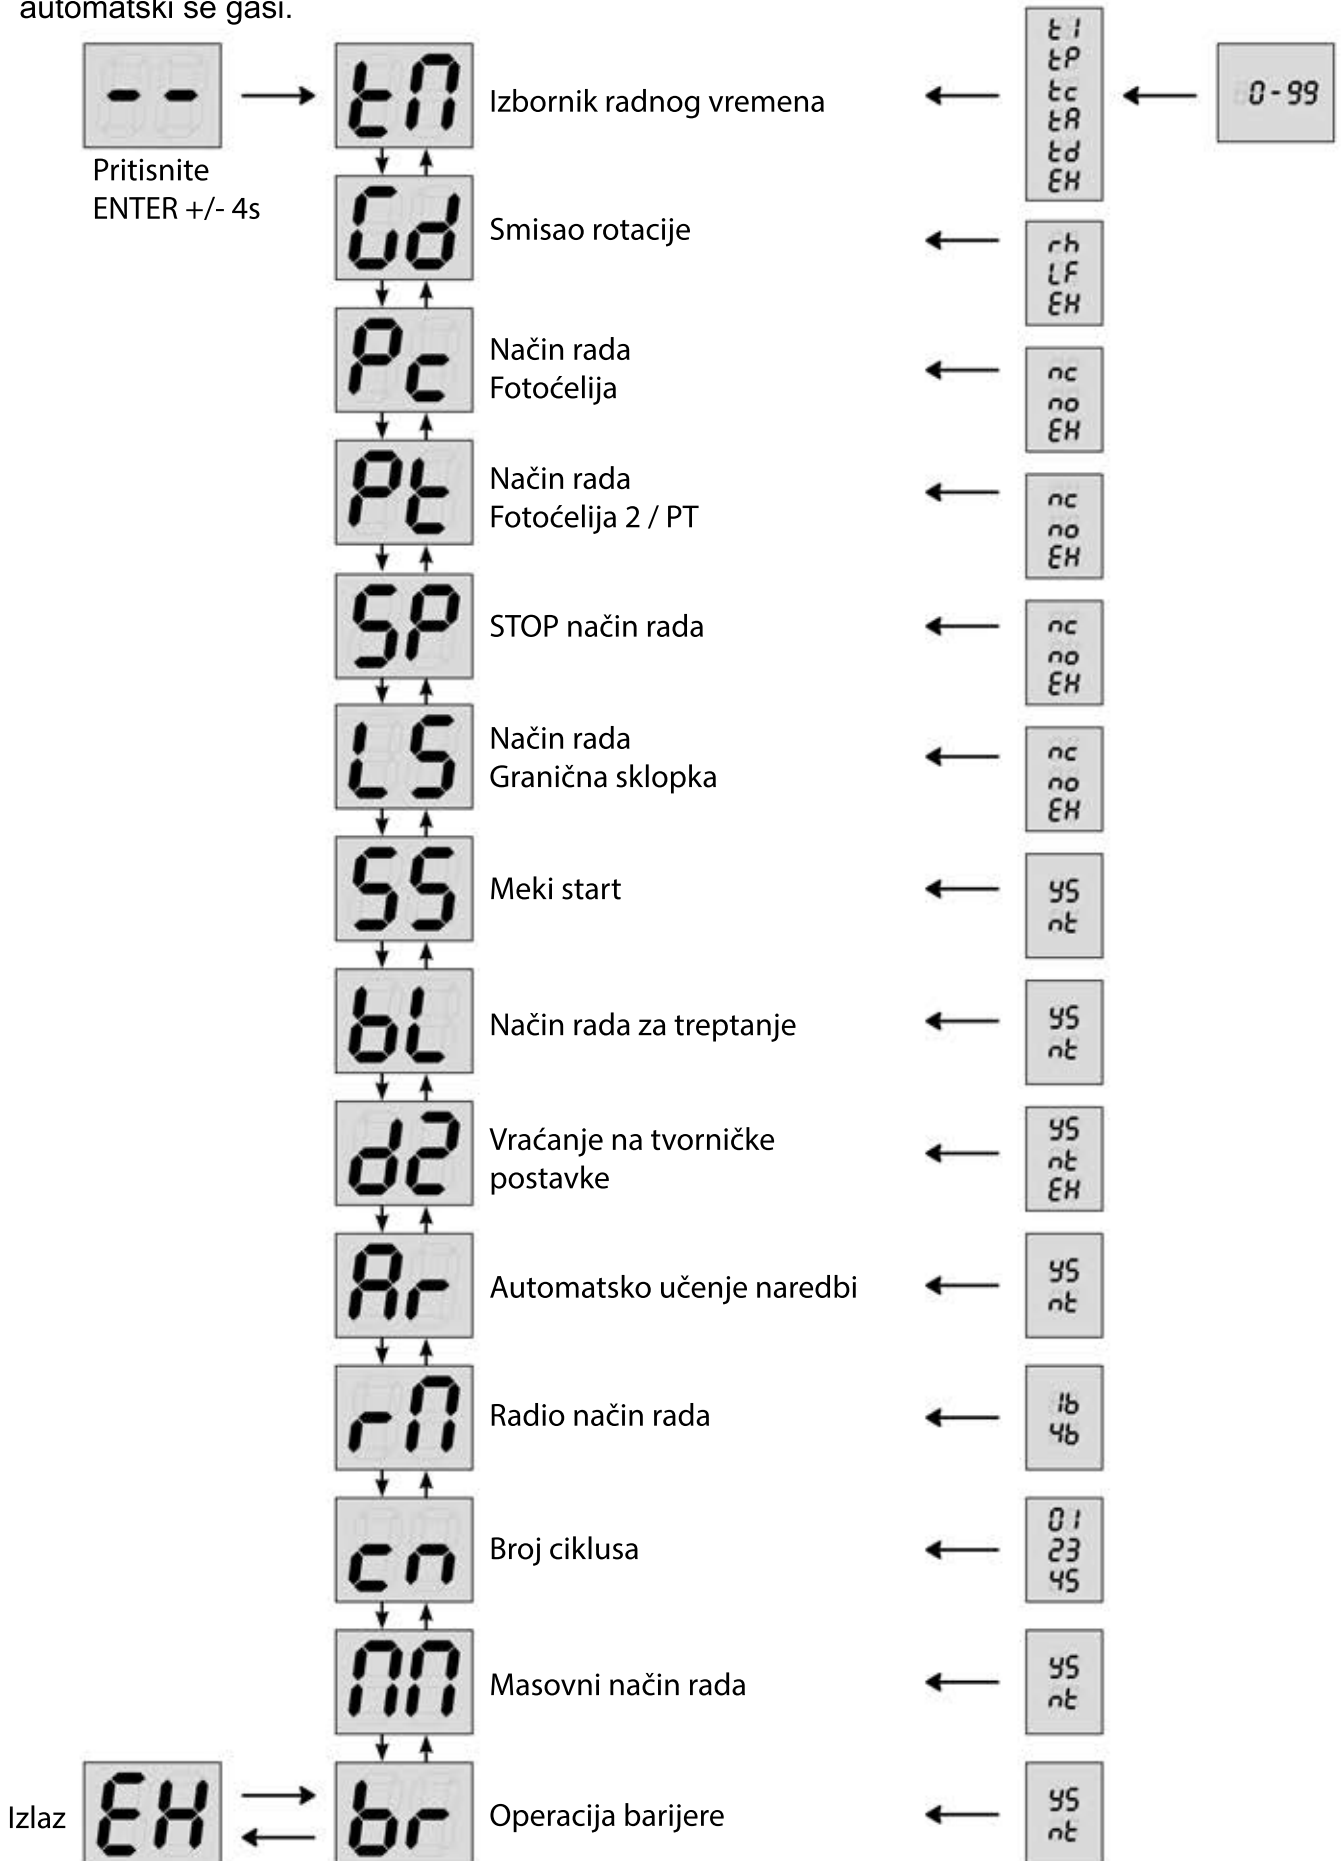 automatski se gasi.
-- tM Izbornik radnog vremena t1
tP
tc
tA
td
EH
0-99
Pritisnite
ENTER +/- 4s
Cd Smisao rotacije rh
LF
EH
Pc Način rada
Fotoćelija
nc
no
EH
Pt Način rada
Fotoćelija 2 / PT
nc
no
EH
SP STOP način rada nc
no
EH
LS Način rada
Granična sklopka
nc
no
EH
SS Meki start YS
nt
bL Način rada za treptanje YS
nt
d2 Vraćanje na tvorničke
postavke
YS
nt
EH
Ar Automatsko učenje naredbi YS
nt
rM Radio način rada 1b
4b
cn Broj ciklusa 01
23
45
MM Masovni način rada YS
nt
Izlaz EH br Operacija barijere YS
nt